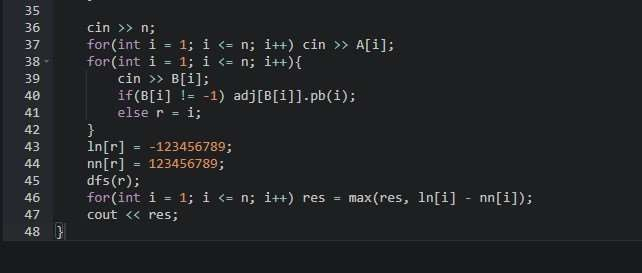 35
36 cin >> n;
37 for(int i = 1; i <= n; i++) cin >> A[i];
38 for(int i = 1; i <= n; i++){
39 cin >> B[i];
40 if(B[i] != -1) adj[B[i]].pb(i);
41 else r = i;
42 }
43 ln[r] = -123456789;
44 nn[r] = 123456789;
45 dfs(r);
46 for(int i = 1; i <= n; i++) res = max(res, ln[i] - nn[i]);
47 cout << res;
48 }